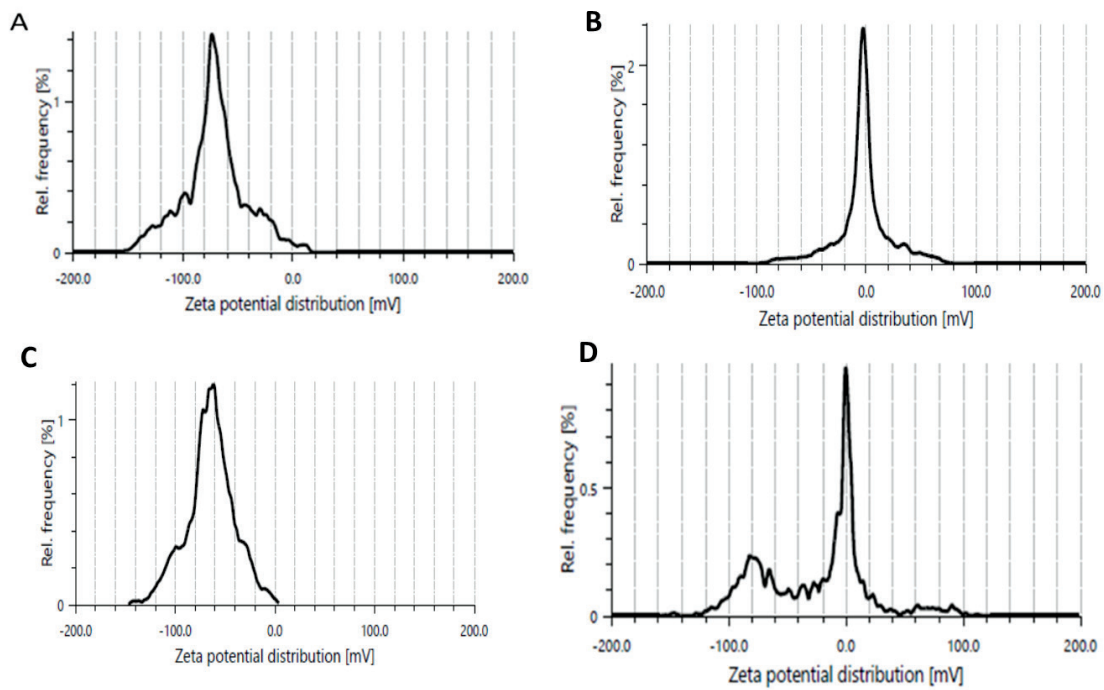 A
Rel. frequency [%]
1
0
-200.0 -100.0 0.0 100.0 200.0
Zeta potential distribution [mV]
B
Rel. frequency [%]
2
0
-200.0 -100.0 0.0 100.0 200.0
Zeta potential distribution [mV]
C
Rel. frequency [%]
1
0
-200.0 -100.0 0.0 100.0 200.0
Zeta potential distribution [mV]
D
Rel. frequency [%]
0.5
0
-200.0 -100.0 0.0 100.0 200.0
Zeta potential distribution [mV]